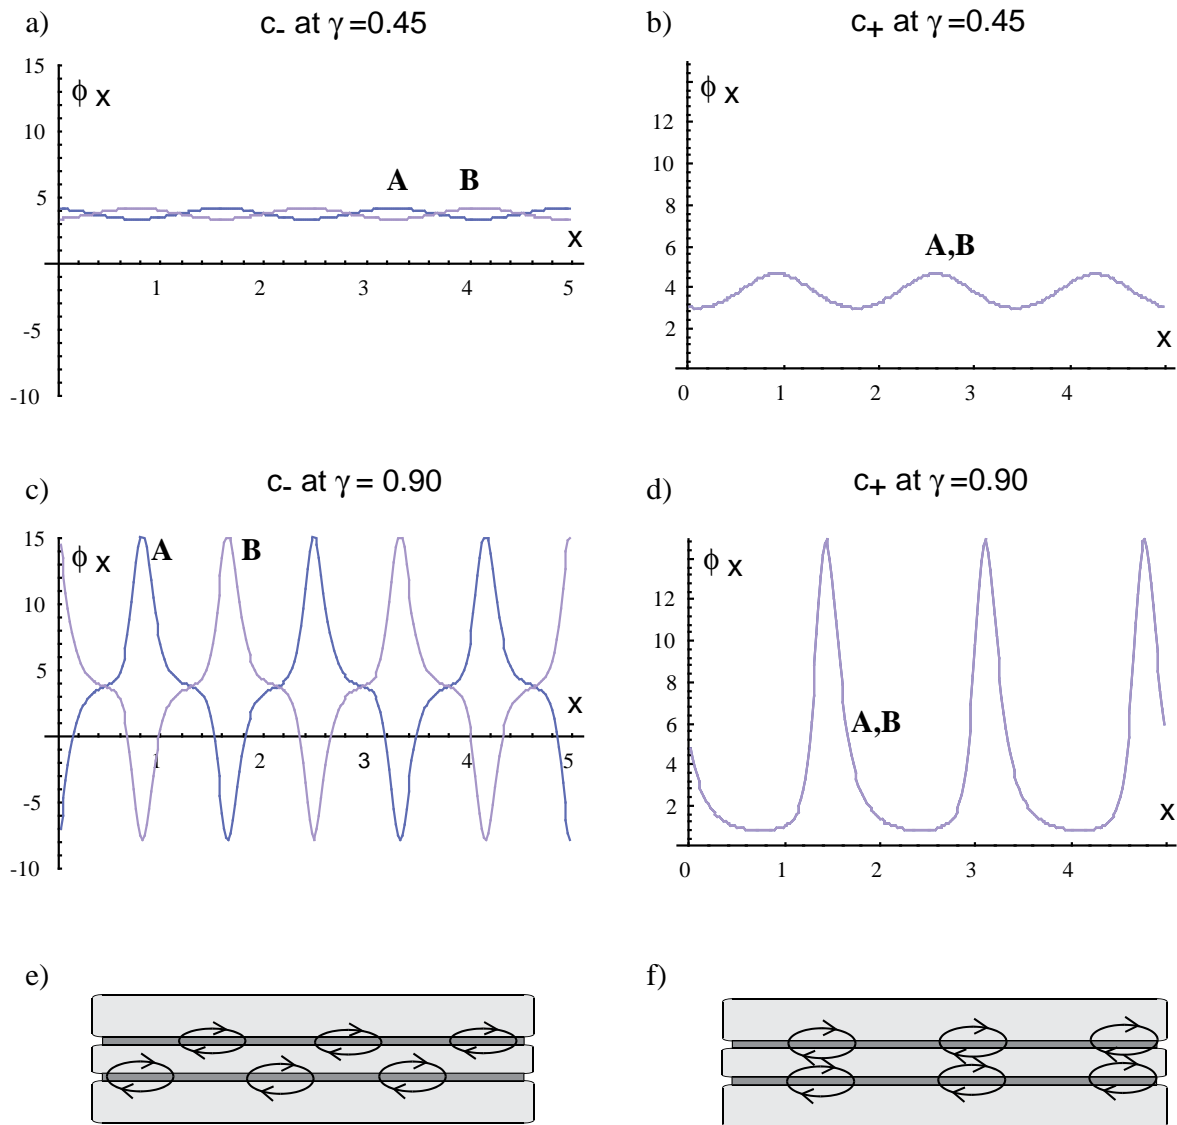 a)
c- at γ=0.45
15
ϕ x
10
A B
5
x
1 2 3 4 5
-5
-10
b)
c+ at γ=0.45
ϕ x
12
10
8
A,B
6
4
2
x
0 1 2 3 4
c)
c- at γ = 0.90
15
ϕ x
A B
10
5
x
1 2 3 4 5
-5
-10
d)
c+ at γ=0.90
ϕ x
12
10
8
A,B
6
4
2
x
0 1 2 3 4
e)
f)